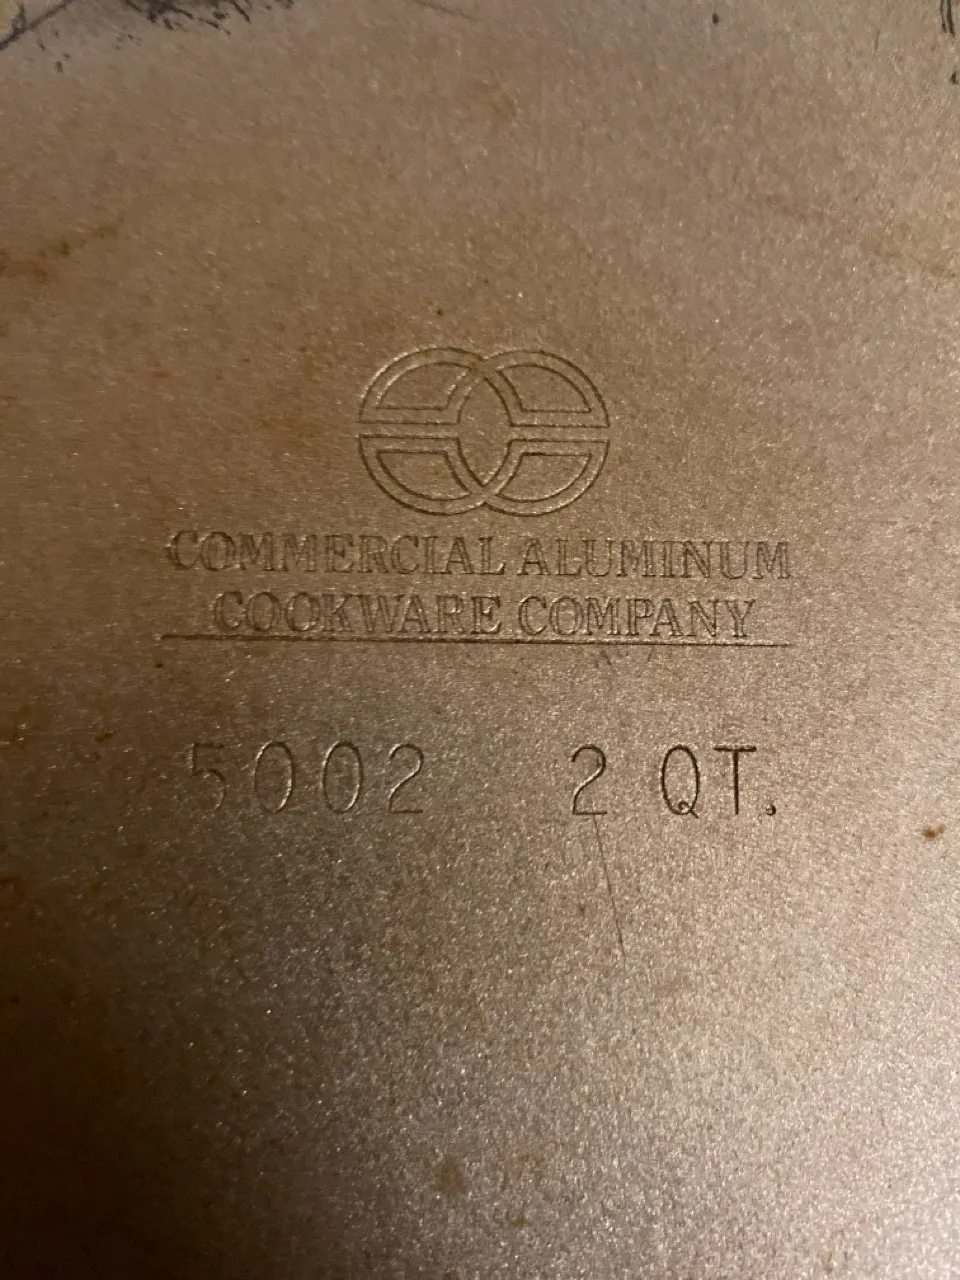 COMMERCIAL ALUMINUM
COOKWARE COMPANY
5002 2 QT.